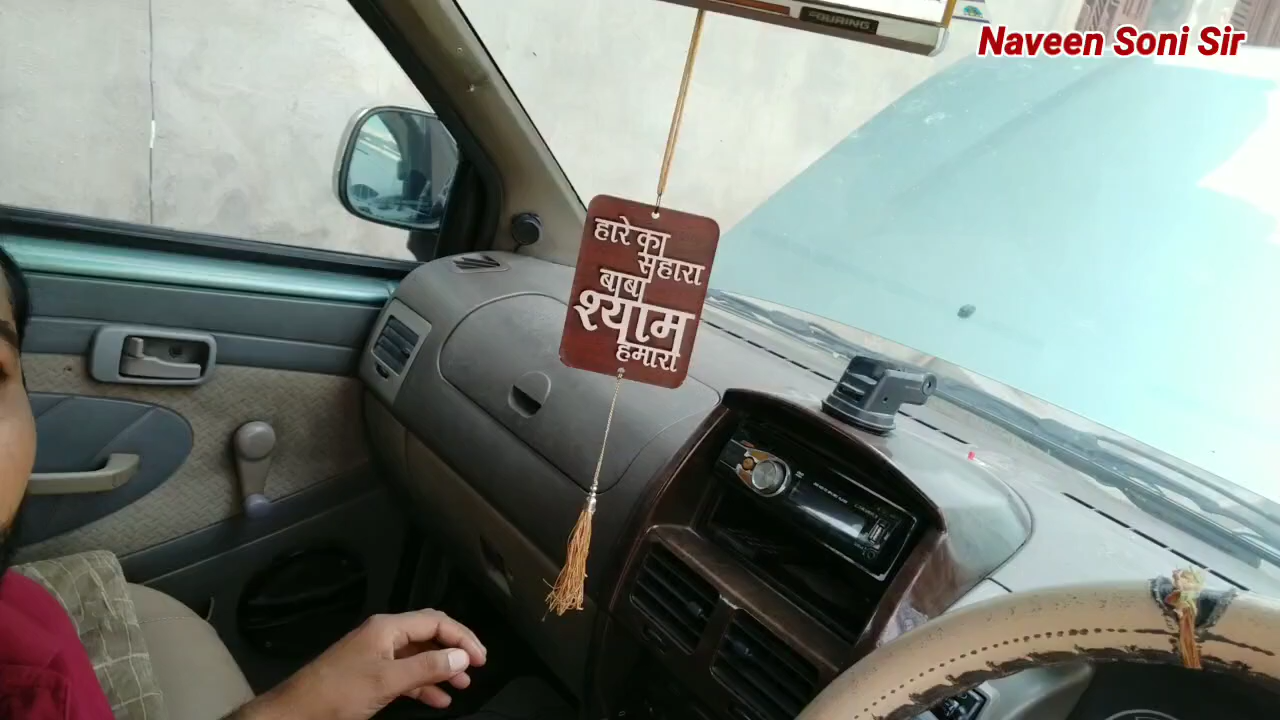 TOURING
Naveen Soni Sir
हारे का
सहारा
बाबा
श्याम
हमारा